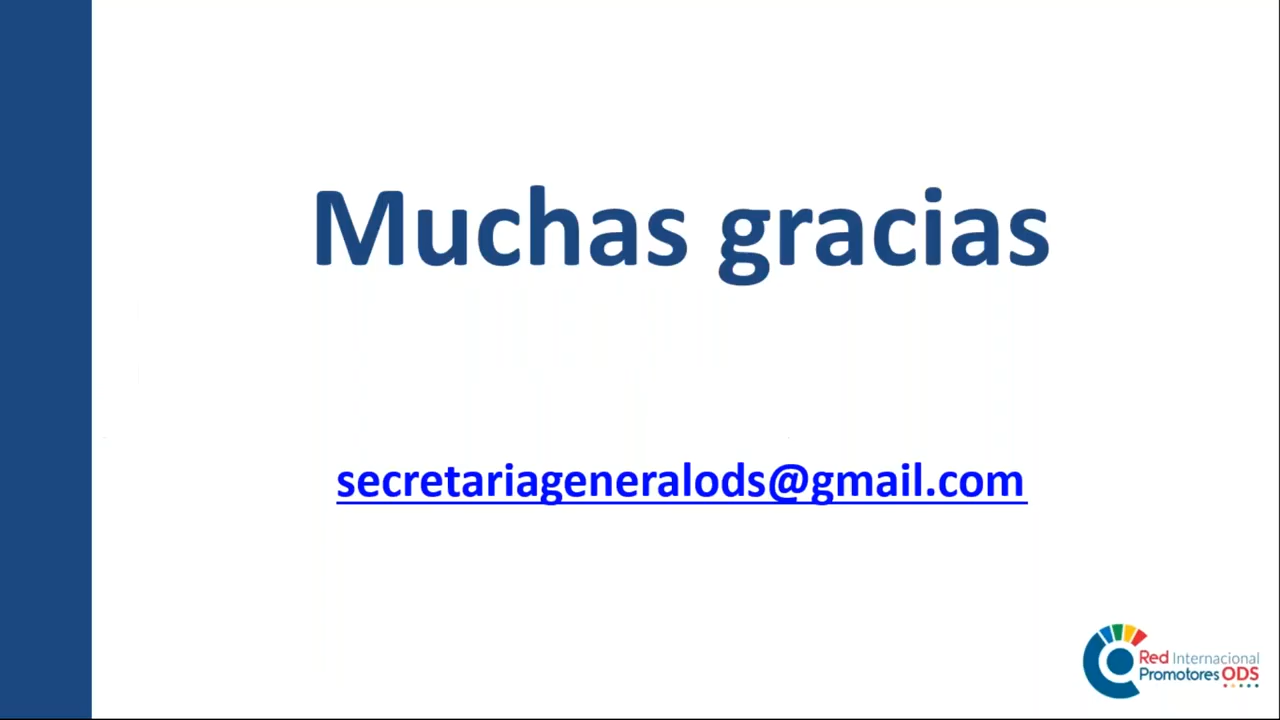 Muchas gracias
secretariageneralods@gmail.com
Red Internacional
Promotores ODS